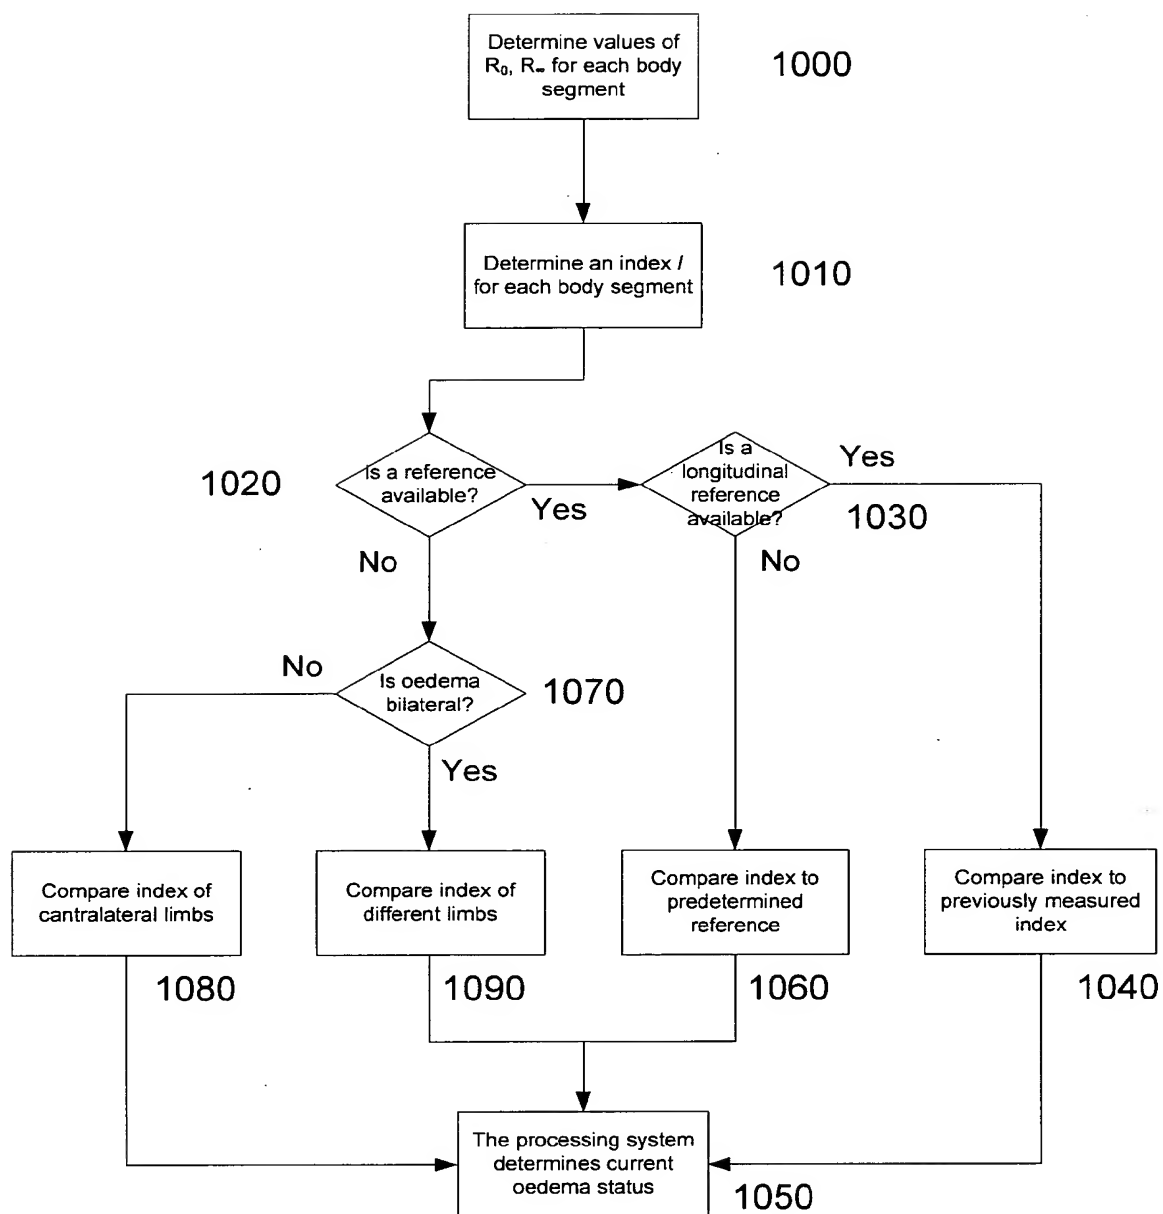 Determine values of
R₀, R∞ for each body
segment
1000
Determine an index I
for each body segment
1010
1020
Is a reference
available?
Yes
No
Is a
longitudinal
reference
available?
Yes
1030
No
No
Is oedema
bilateral?
1070
Yes
Compare index of
cantralateral limbs
1080
Compare index of
different limbs
1090
Compare index to
predetermined
reference
1060
Compare index to
previously measured
index
1040
The processing system
determines current
oedema status
1050